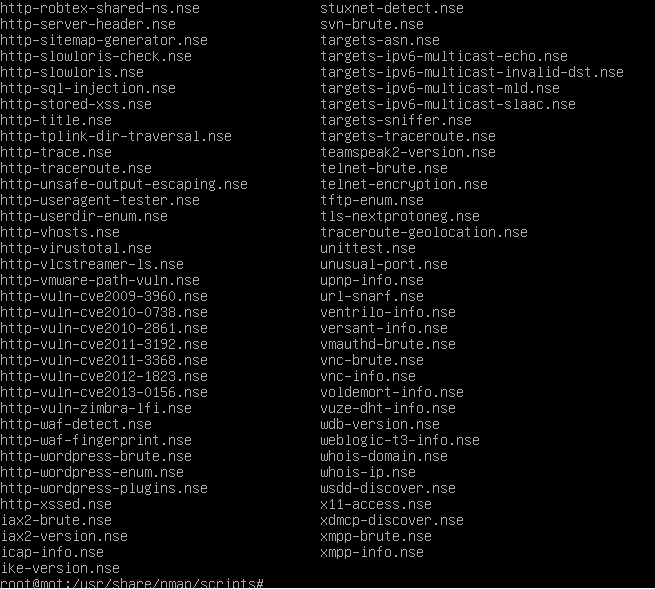 http-robtex-shared-ns.nse stuxnet-detect.nse
http-server-header.nse svn-brute.nse
http-sitemap-generator.nse targets-asn.nse
http-slowloris-check.nse targets-ipv6-multicast-echo.nse
http-slowloris.nse targets-ipv6-multicast-invalid-dst.nse
http-sql-injection.nse targets-ipv6-multicast-mld.nse
http-stored-xss.nse targets-ipv6-multicast-slaac.nse
http-title.nse targets-sniffer.nse
http-tplink-dir-traversal.nse targets-traceroute.nse
http-trace.nse teamspeak2-version.nse
http-traceroute.nse telnet-brute.nse
http-unsafe-output-escaping.nse telnet-encryption.nse
http-useragent-tester.nse tftp-enum.nse
http-userdir-enum.nse tls-nextprotoneg.nse
http-vhosts.nse traceroute-geolocation.nse
http-virustotal.nse unittest.nse
http-vlcstreamer-ls.nse unusual-port.nse
http-vmware-path-vuln.nse upnp-info.nse
http-vuln-cve2009-3960.nse url-snarf.nse
http-vuln-cve2010-0738.nse ventrilo-info.nse
http-vuln-cve2010-2861.nse versant-info.nse
http-vuln-cve2011-3192.nse vmauthd-brute.nse
http-vuln-cve2011-3368.nse vnc-brute.nse
http-vuln-cve2012-1823.nse vnc-info.nse
http-vuln-cve2013-0156.nse voldemort-info.nse
http-vuln-zimbra-lfi.nse vuze-dht-info.nse
http-waf-detect.nse wdb-version.nse
http-waf-fingerprint.nse weblogic-t3-info.nse
http-wordpress-brute.nse whois-domain.nse
http-wordpress-enum.nse whois-ip.nse
http-wordpress-plugins.nse wsdd-discover.nse
http-xssed.nse x11-access.nse
iax2-brute.nse xdmcp-discover.nse
iax2-version.nse xmpp-brute.nse
icap-info.nse xmpp-info.nse
ike-version.nse
root@mot:/usr/share/nmap/scripts#